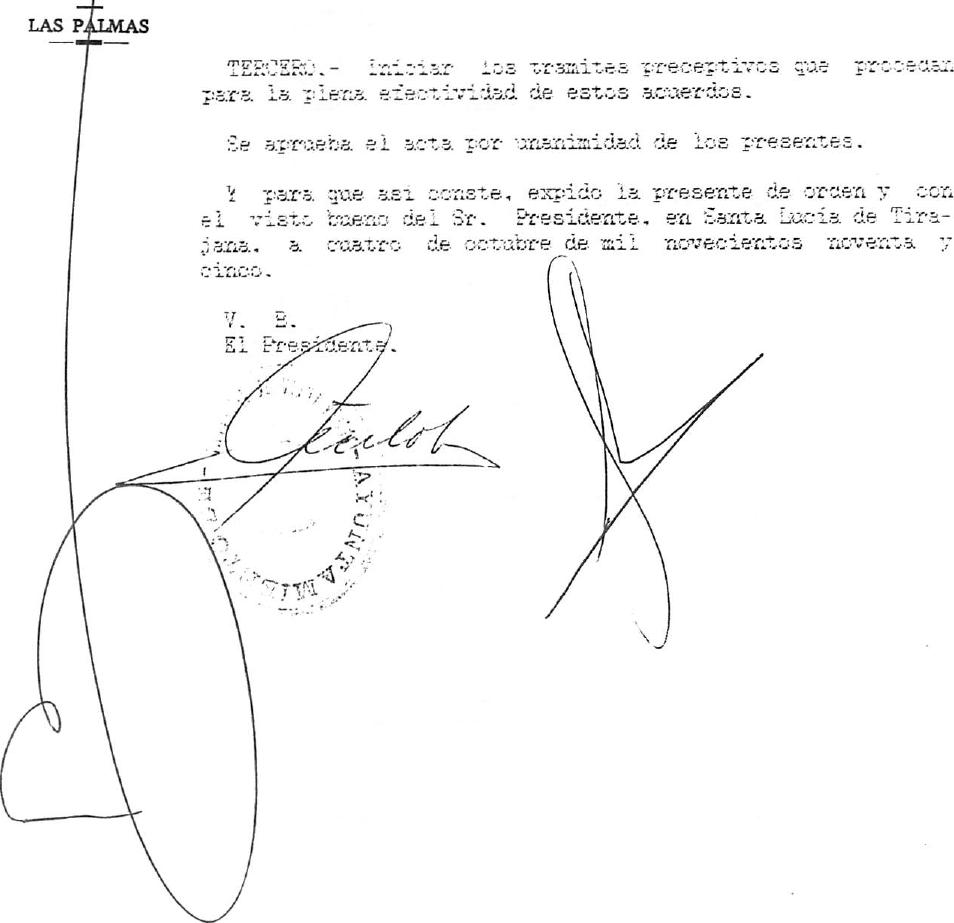 LAS PALMAS
TERCERO.- Iniciar los tramites preceptivos que procedan
para la plena efectividad de estos acuerdos.
Se aprueba el acta por unanimidad de los presentes.
Y para que así conste, expido la presente de orden y con
el visto bueno del Sr. Presidente, en Santa Lucía de Tira-
jana, a cuatro de octubre de mil novecientos noventa y
cinco.
V. B.
El Presidente.
AYUNTAMIENTO